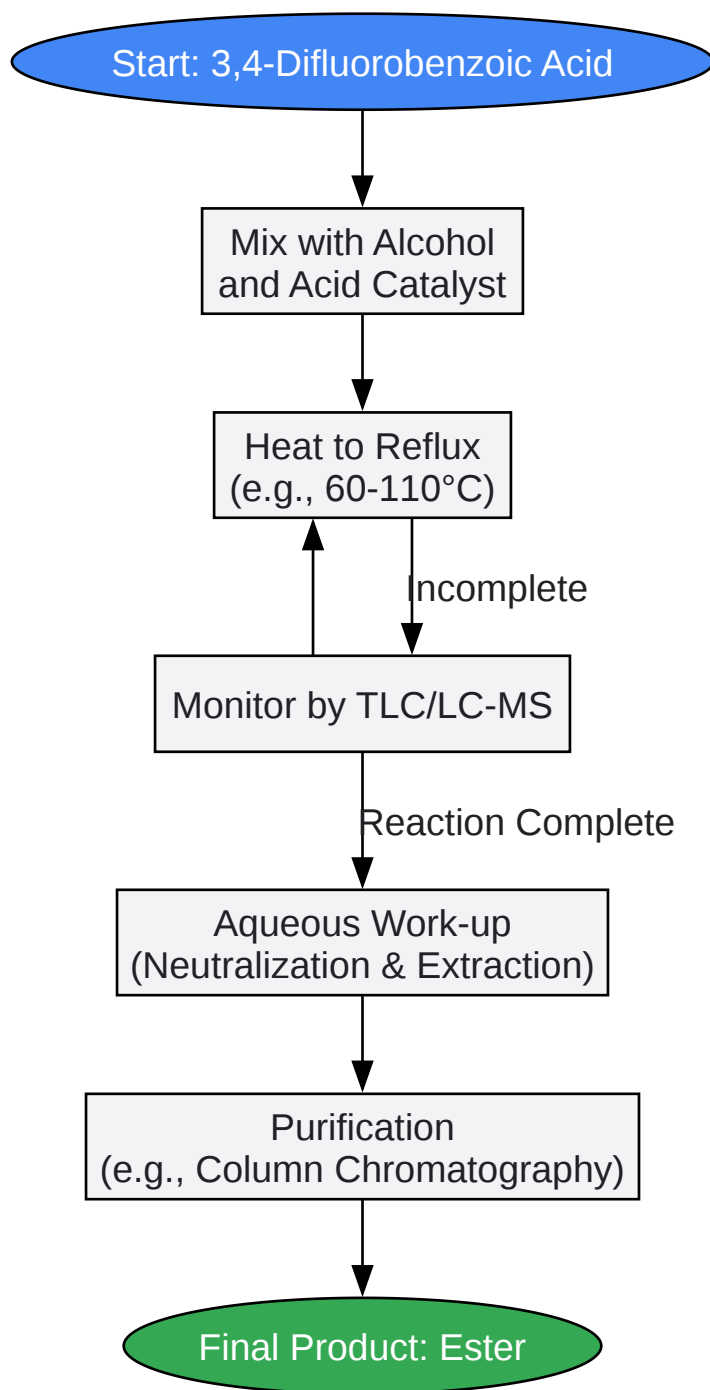 Start: 3,4-Difluorobenzoic Acid
Mix with Alcohol
and Acid Catalyst
Heat to Reflux
(e.g., 60-110°C)
Incomplete
Monitor by TLC/LC-MS
Reaction Complete
Aqueous Work-up
(Neutralization & Extraction)
Purification
(e.g., Column Chromatography)
Final Product: Ester